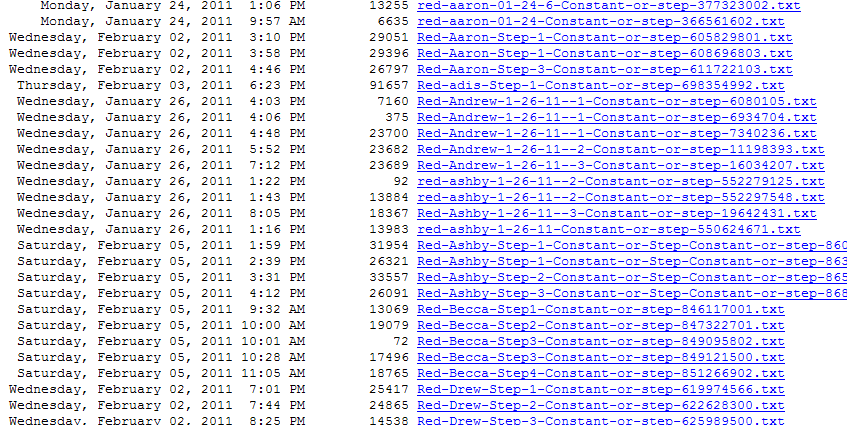 Monday, January 24, 2011 1:06 PM 13255 red-aaron-01-24-6-Constant-or-step-377323002.txt
Monday, January 24, 2011 9:57 AM 6635 red-aaron-01-24-Constant-or-step-366561602.txt
Wednesday, February 02, 2011 3:10 PM 29051 Red-Aaron-Step-1-Constant-or-step-605829801.txt
Wednesday, February 02, 2011 3:58 PM 29396 Red-Aaron-Step-1-Constant-or-step-608696803.txt
Wednesday, February 02, 2011 4:46 PM 26797 Red-Aaron-Step-3-Constant-or-step-611722103.txt
Thursday, February 03, 2011 6:23 PM 91657 Red-adis-Step-1-Constant-or-step-698354992.txt
Wednesday, January 26, 2011 4:03 PM 7160 Red-Andrew-1-26-11--1-Constant-or-step-6080105.txt
Wednesday, January 26, 2011 4:06 PM 375 Red-Andrew-1-26-11--1-Constant-or-step-6934704.txt
Wednesday, January 26, 2011 4:48 PM 23700 Red-Andrew-1-26-11--1-Constant-or-step-7340236.txt
Wednesday, January 26, 2011 5:52 PM 23682 Red-Andrew-1-26-11--2-Constant-or-step-11198393.txt
Wednesday, January 26, 2011 7:12 PM 23689 Red-Andrew-1-26-11--3-Constant-or-step-16034207.txt
Wednesday, January 26, 2011 1:22 PM 92 red-ashby-1-26-11--2-Constant-or-step-552279125.txt
Wednesday, January 26, 2011 1:43 PM 13884 red-ashby-1-26-11--2-Constant-or-step-552297548.txt
Wednesday, January 26, 2011 8:05 PM 18367 Red-ashby-1-26-11--3-Constant-or-step-19642431.txt
Wednesday, January 26, 2011 1:16 PM 13983 red-ashby-1-26-11-Constant-or-step-550624671.txt
Saturday, February 05, 2011 1:59 PM 31954 Red-Ashby-Step-1-Constant-or-Step-Constant-or-step-860
Saturday, February 05, 2011 2:39 PM 26321 Red-Ashby-Step-1-Constant-or-Step-Constant-or-step-863
Saturday, February 05, 2011 3:31 PM 33557 Red-Ashby-Step-2-Constant-or-Step-Constant-or-step-865
Saturday, February 05, 2011 4:12 PM 26091 Red-Ashby-Step-3-Constant-or-Step-Constant-or-step-868
Saturday, February 05, 2011 9:32 AM 13069 Red-Becca-Step1-Constant-or-step-846117001.txt
Saturday, February 05, 2011 10:00 AM 19079 Red-Becca-Step2-Constant-or-step-847322701.txt
Saturday, February 05, 2011 10:01 AM 72 Red-Becca-Step3-Constant-or-step-849095802.txt
Saturday, February 05, 2011 10:28 AM 17496 Red-Becca-Step3-Constant-or-step-849121500.txt
Saturday, February 05, 2011 11:05 AM 18765 Red-Becca-Step4-Constant-or-step-851266902.txt
Wednesday, February 02, 2011 7:01 PM 25417 Red-Drew-Step-1-Constant-or-step-619974566.txt
Wednesday, February 02, 2011 7:44 PM 24865 Red-Drew-Step-2-Constant-or-step-622628300.txt
Wednesday, February 02, 2011 8:25 PM 14538 Red-Drew-Step-3-Constant-or-step-625989500.txt